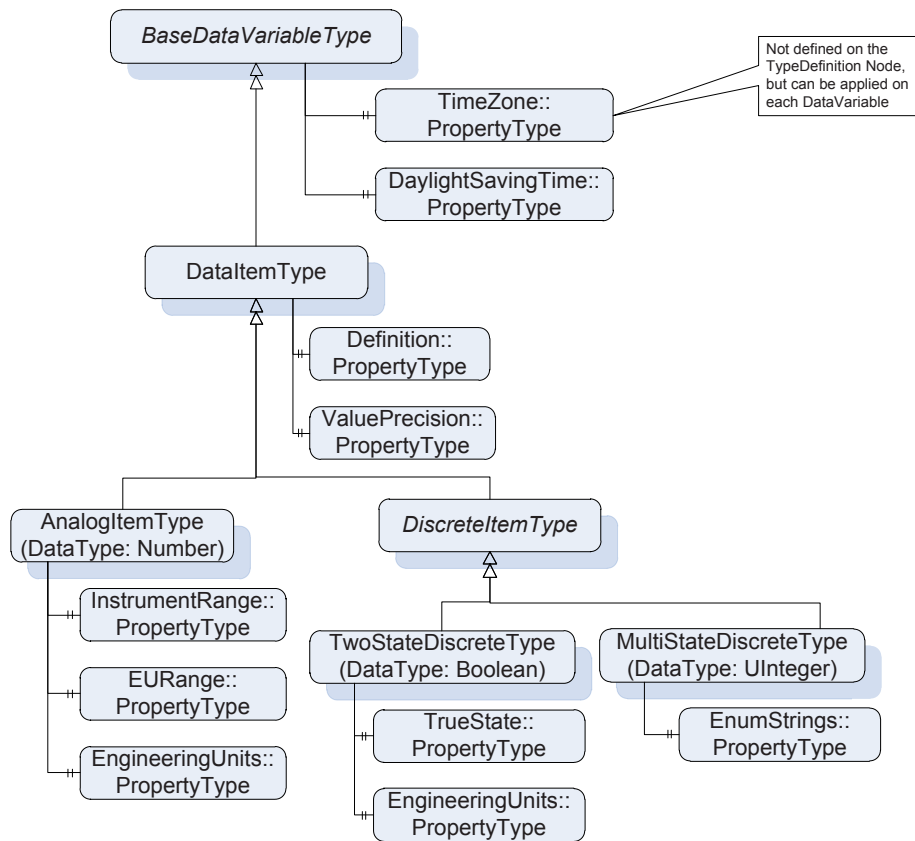 BaseDataVariableType
Not defined on the
TypeDefinition Node,
but can be applied on
each DataVariable
TimeZone::
PropertyType
DaylightSavingTime::
PropertyType
DataItemType
Definition::
PropertyType
ValuePrecision::
PropertyType
AnalogItemType
(DataType: Number)
DiscreteItemType
InstrumentRange::
PropertyType
EURange::
PropertyType
EngineeringUnits::
PropertyType
TwoStateDiscreteType
(DataType: Boolean)
TrueState::
PropertyType
EngineeringUnits::
PropertyType
MultiStateDiscreteType
(DataType: UInteger)
EnumStrings::
PropertyType